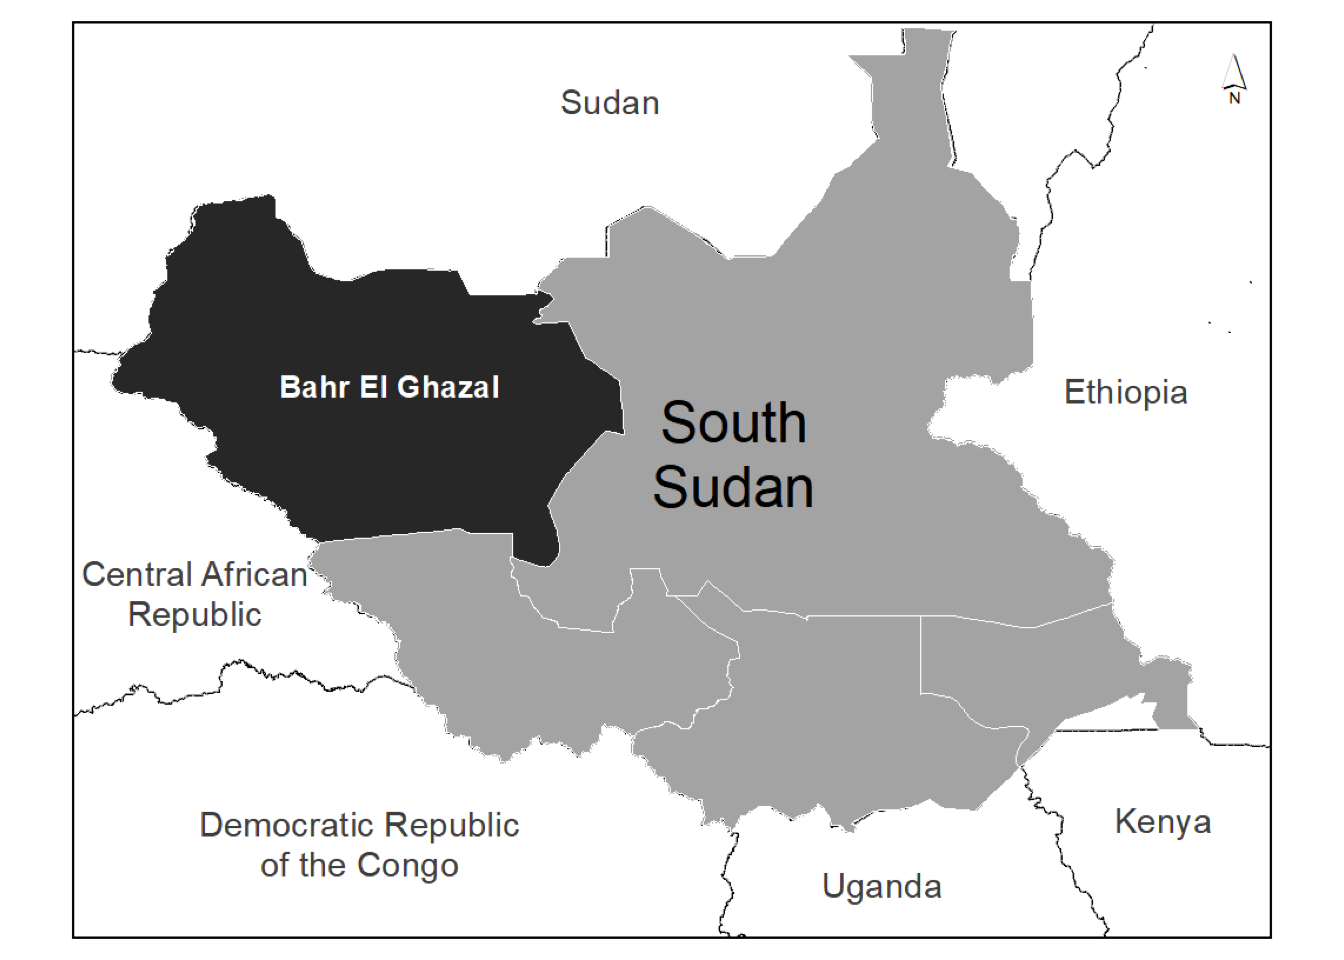 Sudan
N
Bahr El Ghazal
South
Sudan
Ethiopia
Central African
Republic
Democratic Republic
of the Congo
Kenya
Uganda